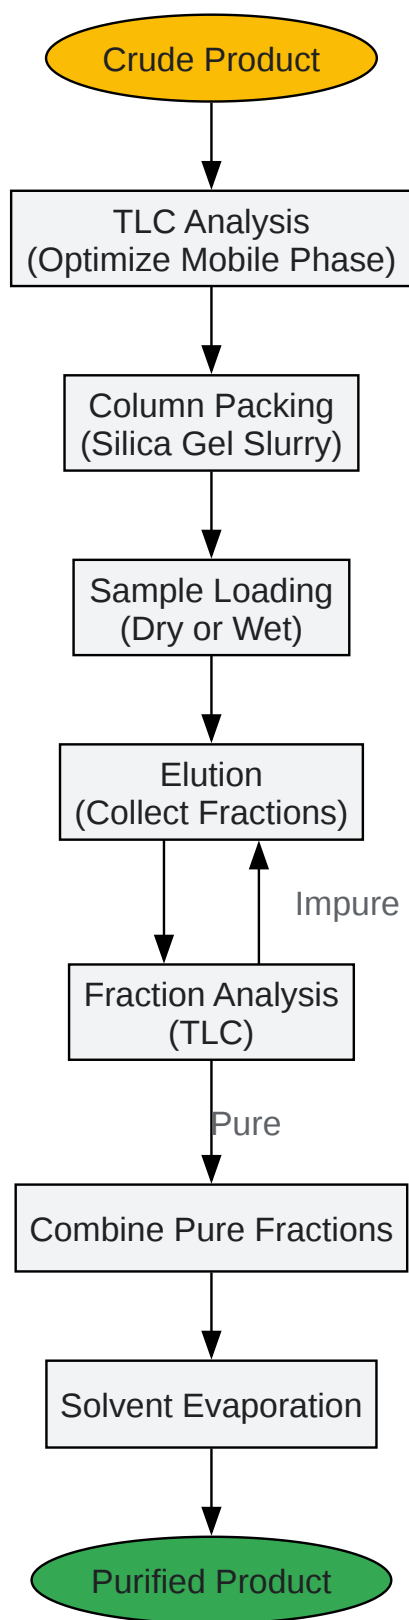 Crude Product
TLC Analysis
(Optimize Mobile Phase)
Column Packing
(Silica Gel Slurry)
Sample Loading
(Dry or Wet)
Elution
(Collect Fractions)
Impure
Fraction Analysis
(TLC)
Pure
Combine Pure Fractions
Solvent Evaporation
Purified Product